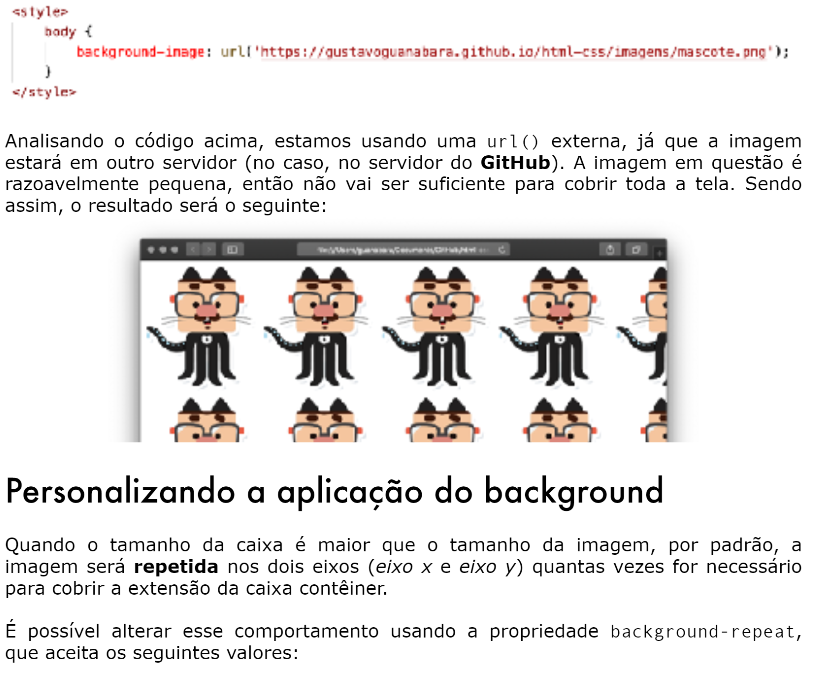 <style>
body {
background-image: url('https://gustavoguanabara.github.io/html-css/imagens/mascote.png');
}
</style>
Analisando o código acima, estamos usando uma url() externa, já que a imagem
estará em outro servidor (no caso, no servidor do GitHub). A imagem em questão é
razoavelmente pequena, então não vai ser suficiente para cobrir toda a tela. Sendo
assim, o resultado será o seguinte:
Personalizando a aplicação do background
Quando o tamanho da caixa é maior que o tamanho da imagem, por padrão, a
imagem será repetida nos dois eixos (eixo x e eixo y) quantas vezes for necessário
para cobrir a extensão da caixa contêiner.
É possível alterar esse comportamento usando a propriedade background-repeat,
que aceita os seguintes valores: